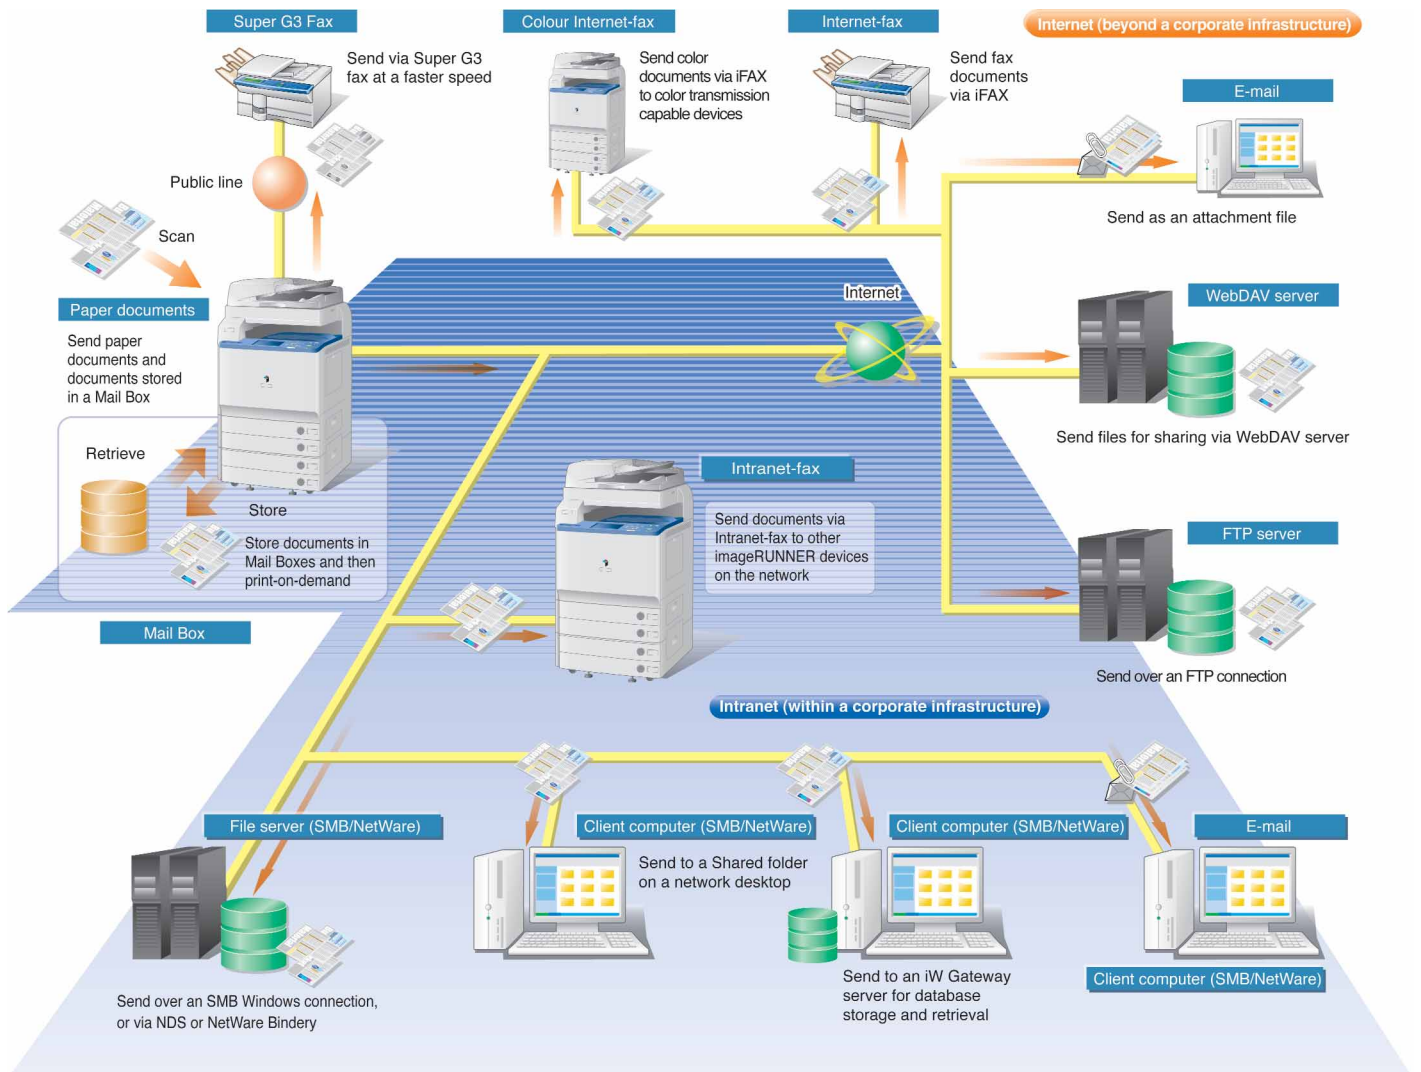 Super G3 Fax
Send via Super G3
fax at a faster speed
Colour Internet-fax
Send color
documents via iFAX
to color transmission
capable devices
Internet-fax
Send fax
documents
via iFAX
Internet (beyond a corporate infrastructure)
E-mail
Send as an attachment file
Public line
Scan
Paper documents
Send paper
documents and
documents stored
in a Mail Box
Internet
WebDAV server
Send files for sharing via WebDAV server
Retrieve
Store
Store documents in
Mail Boxes and then
print-on-demand
Mail Box
Intranet-fax
Send documents via
Intranet-fax to other
imageRUNNER devices
on the network
FTP server
Send over an FTP connection
Intranet (within a corporate infrastructure)
File server (SMB/NetWare)
Send over an SMB Windows connection,
or via NDS or NetWare Bindery
Client computer (SMB/NetWare)
Send to a Shared folder
on a network desktop
Client computer (SMB/NetWare)
Send to an iW Gateway
server for database
storage and retrieval
E-mail
Client computer (SMB/NetWare)